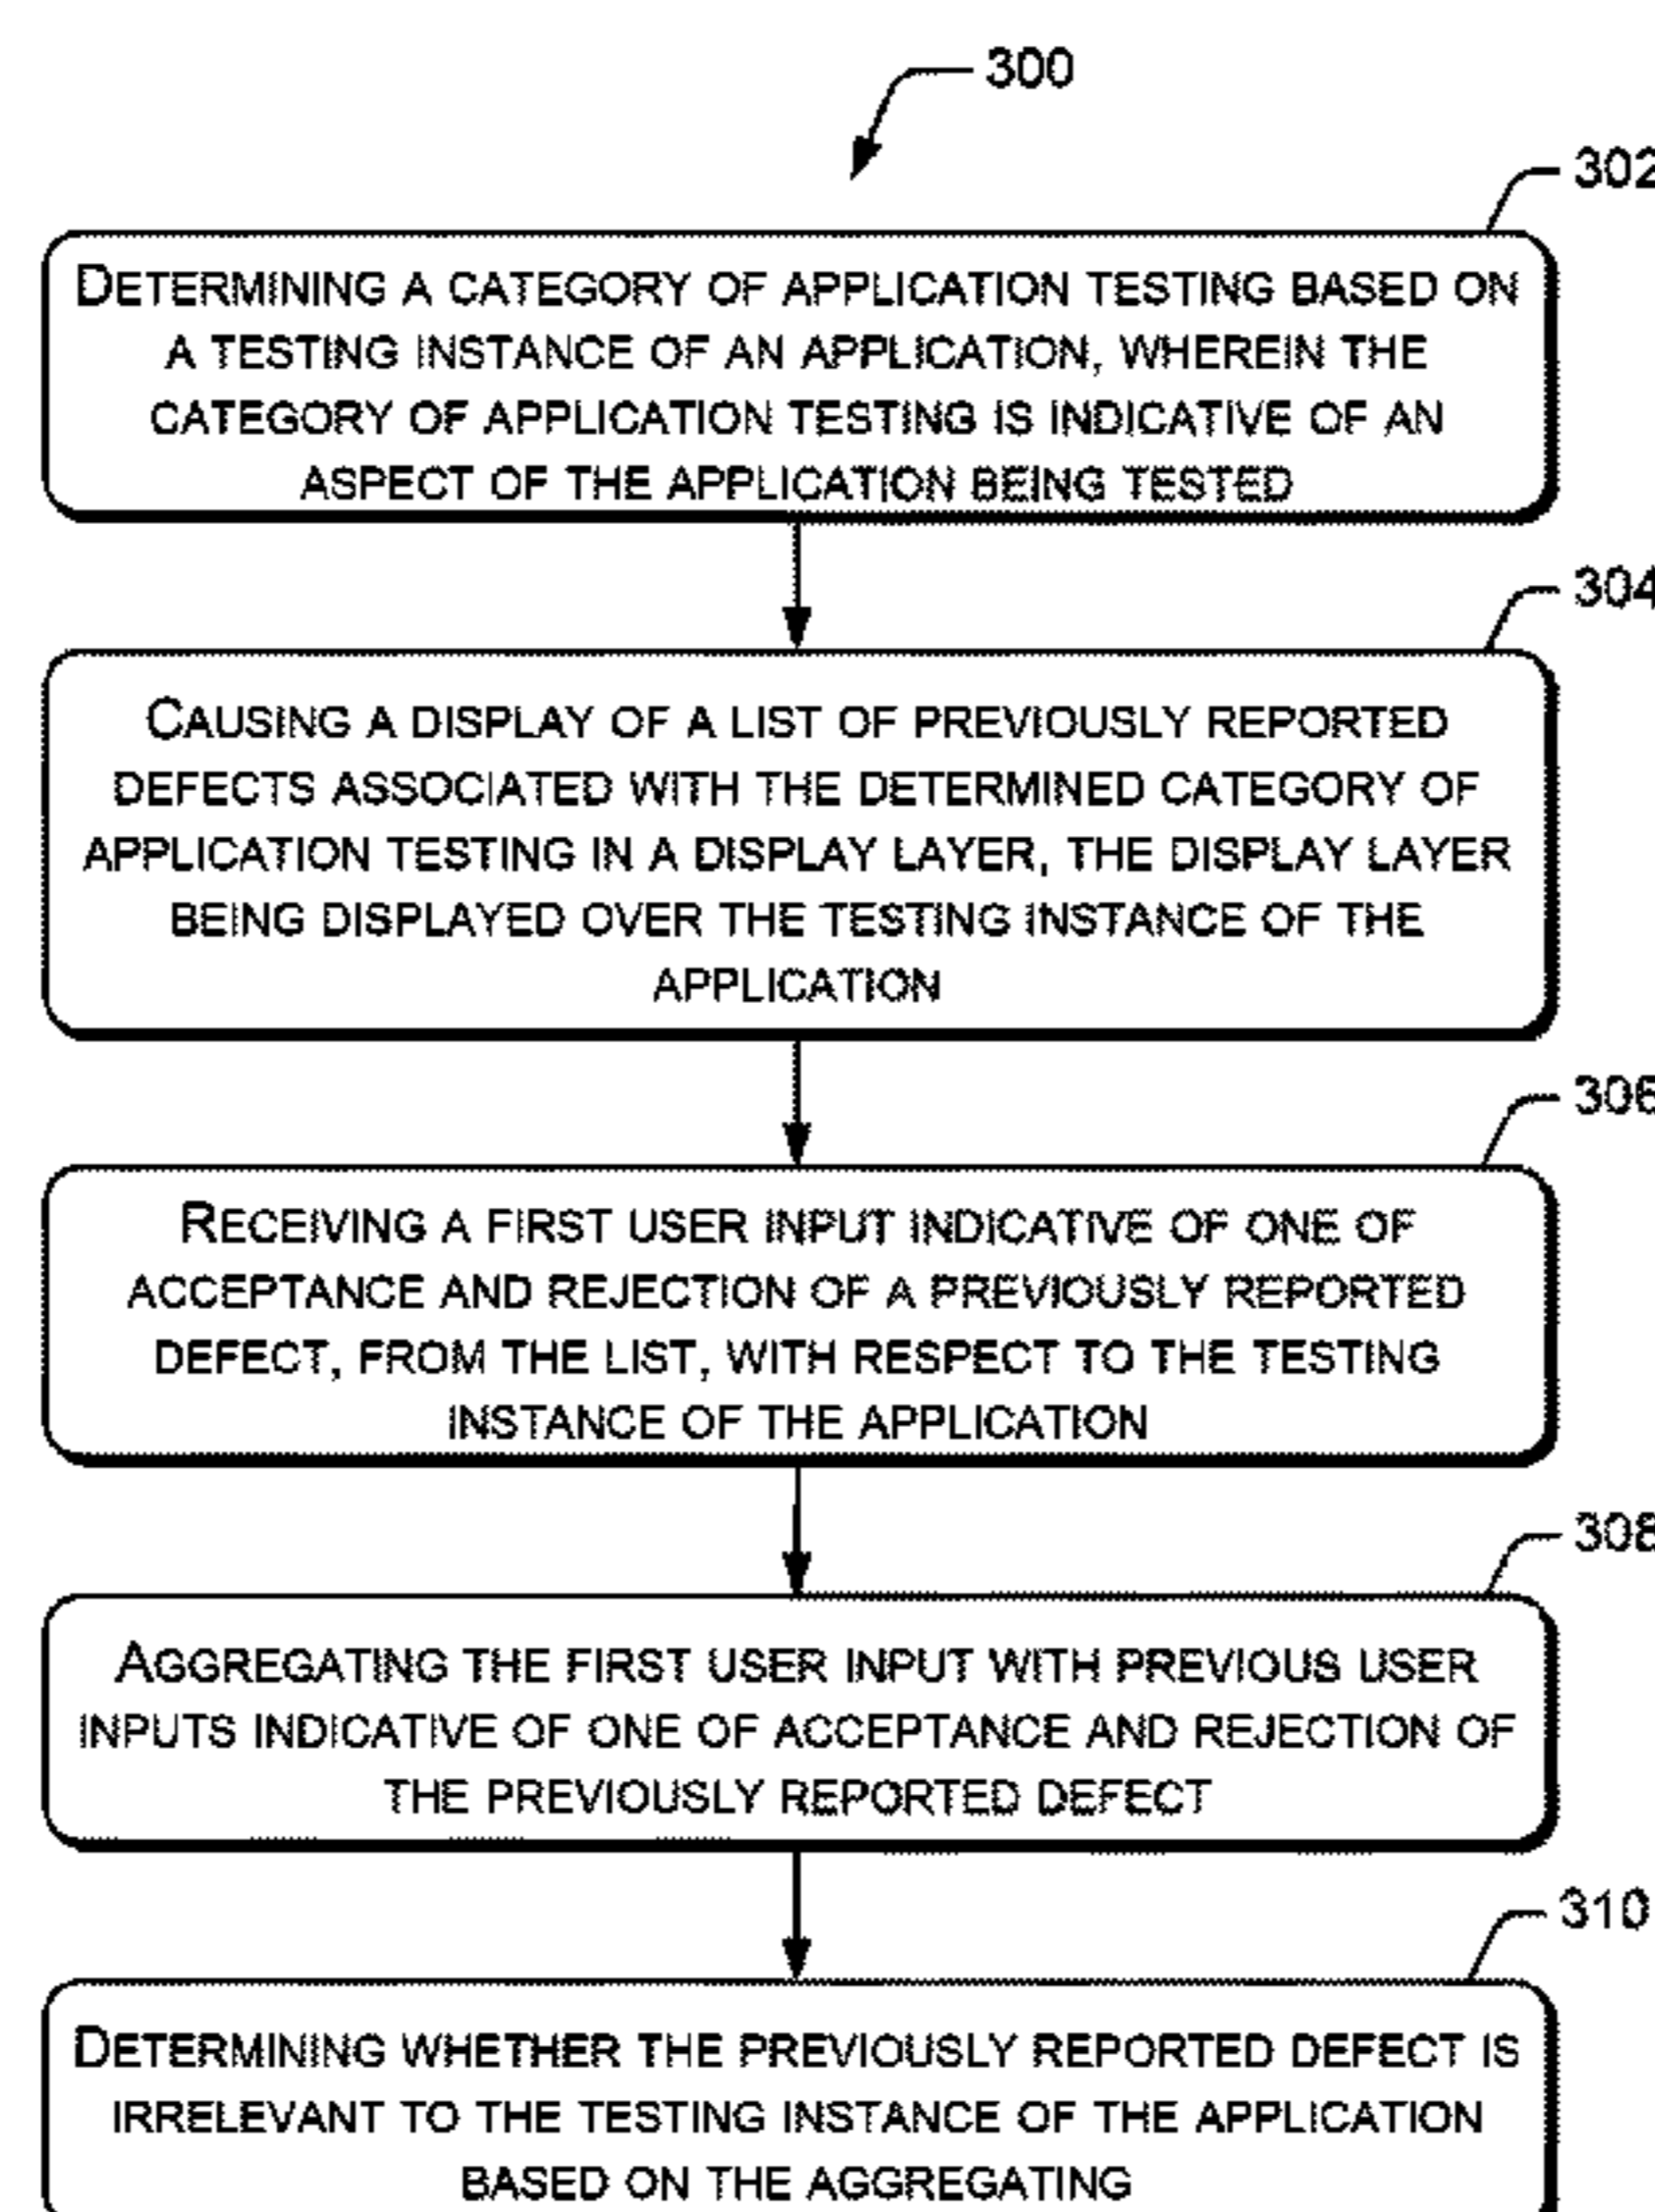 300
302
DETERMINING A CATEGORY OF APPLICATION TESTING BASED ON
A TESTING INSTANCE OF AN APPLICATION, WHEREIN THE
CATEGORY OF APPLICATION TESTING IS INDICATIVE OF AN
ASPECT OF THE APPLICATION BEING TESTED
304
CAUSING A DISPLAY OF A LIST OF PREVIOUSLY REPORTED
DEFECTS ASSOCIATED WITH THE DETERMINED CATEGORY OF
APPLICATION TESTING IN A DISPLAY LAYER, THE DISPLAY LAYER
BEING DISPLAYED OVER THE TESTING INSTANCE OF THE
APPLICATION
306
RECEIVING A FIRST USER INPUT INDICATIVE OF ONE OF
ACCEPTANCE AND REJECTION OF A PREVIOUSLY REPORTED
DEFECT, FROM THE LIST, WITH RESPECT TO THE TESTING
INSTANCE OF THE APPLICATION
308
AGGREGATING THE FIRST USER INPUT WITH PREVIOUS USER
INPUTS INDICATIVE OF ONE OF ACCEPTANCE AND REJECTION OF
THE PREVIOUSLY REPORTED DEFECT
310
DETERMINING WHETHER THE PREVIOUSLY REPORTED DEFECT IS
IRRELEVANT TO THE TESTING INSTANCE OF THE APPLICATION
BASED ON THE AGGREGATING